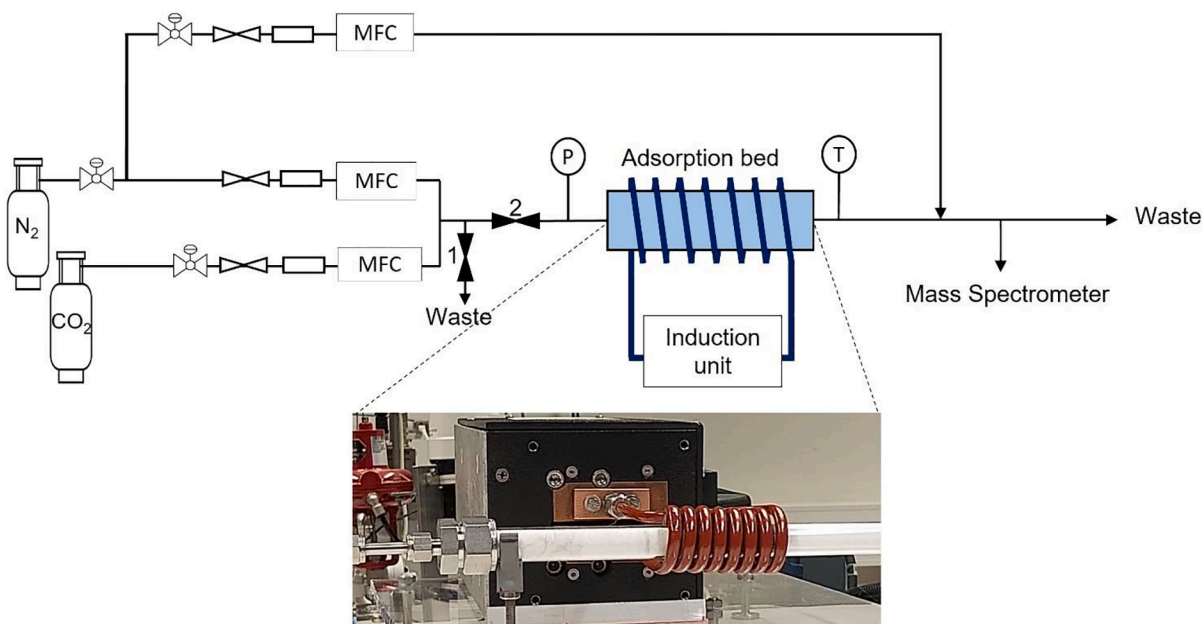 MFC
P
Adsorption bed
T
MFC
N2
2
Waste
1
MFC
Mass Spectrometer
CO2
Waste
Induction
unit